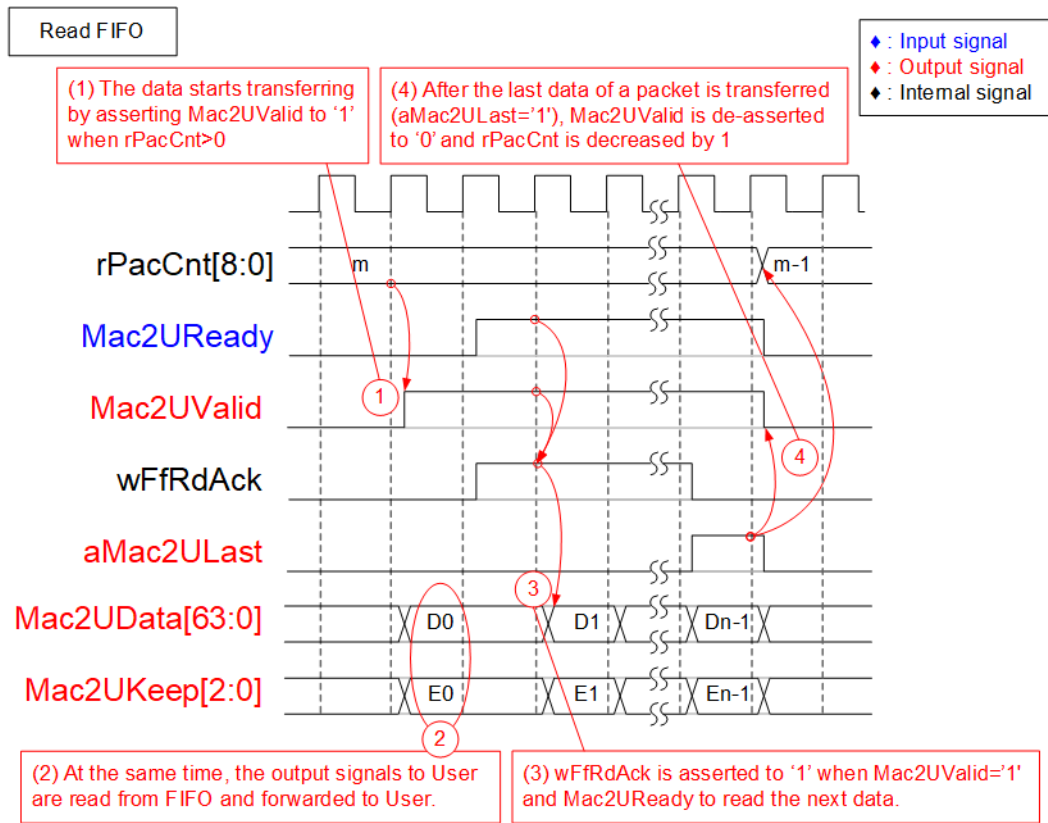 Read FIFO
♦ : Input signal
♦ : Output signal
♦ : Internal signal
(1) The data starts transferring
by asserting Mac2UValid to ‘1’
when rPacCnt>0
(4) After the last data of a packet is transferred
(aMac2ULast=’1’), Mac2UValid is de-asserted
to ‘0’ and rPacCnt is decreased by 1
rPacCnt[8:0]
m
m-1
Mac2UReady
Mac2UValid
1
wFfRdAck
4
aMac2ULast
3
Mac2UData[63:0]
D0
D1
Dn-1
Mac2UKeep[2:0]
E0
E1
En-1
2
(2) At the same time, the output signals to User
are read from FIFO and forwarded to User.
(3) wFfRdAck is asserted to ‘1’ when Mac2UValid=’1’
and Mac2UReady to read the next data.